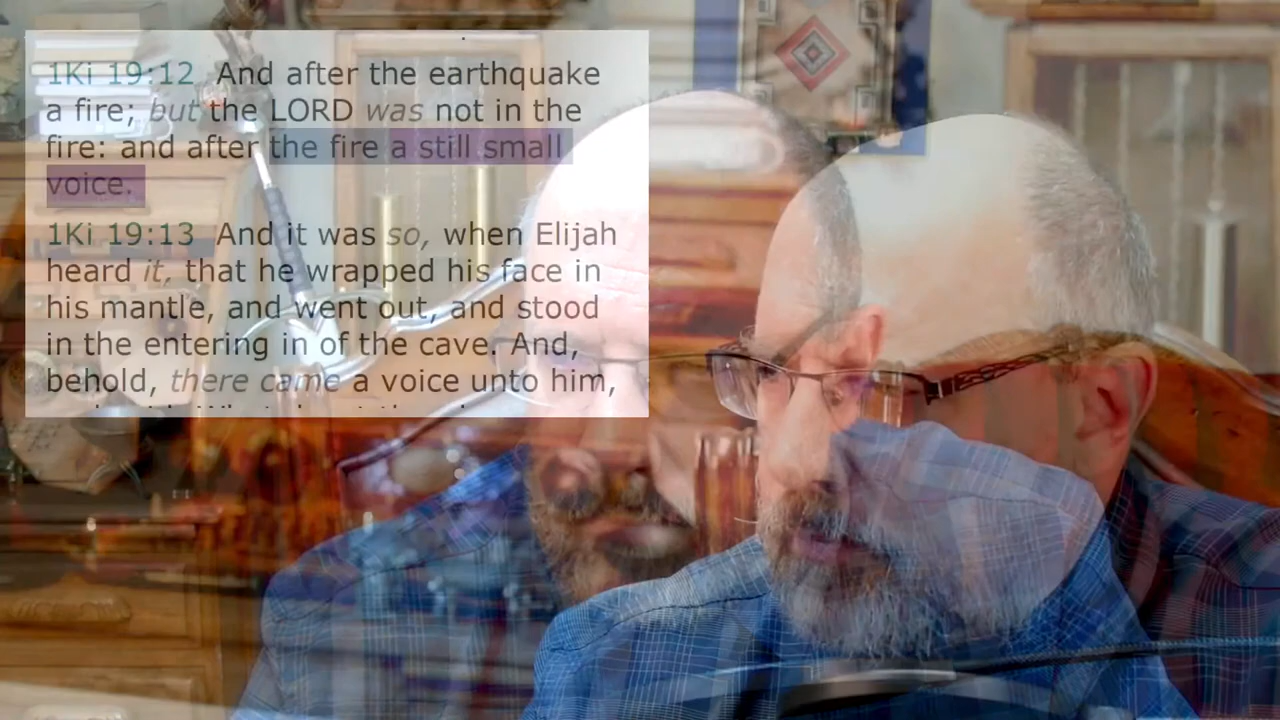 1Ki 19:12 And after the earthquake
a fire; but the LORD was not in the
fire: and after the fire a still small
voice.
1Ki 19:13 And it was so, when Elijah
heard it, that he wrapped his face in
his mantle, and went out, and stood
in the entering in of the cave. And,
behold, there came a voice unto him,